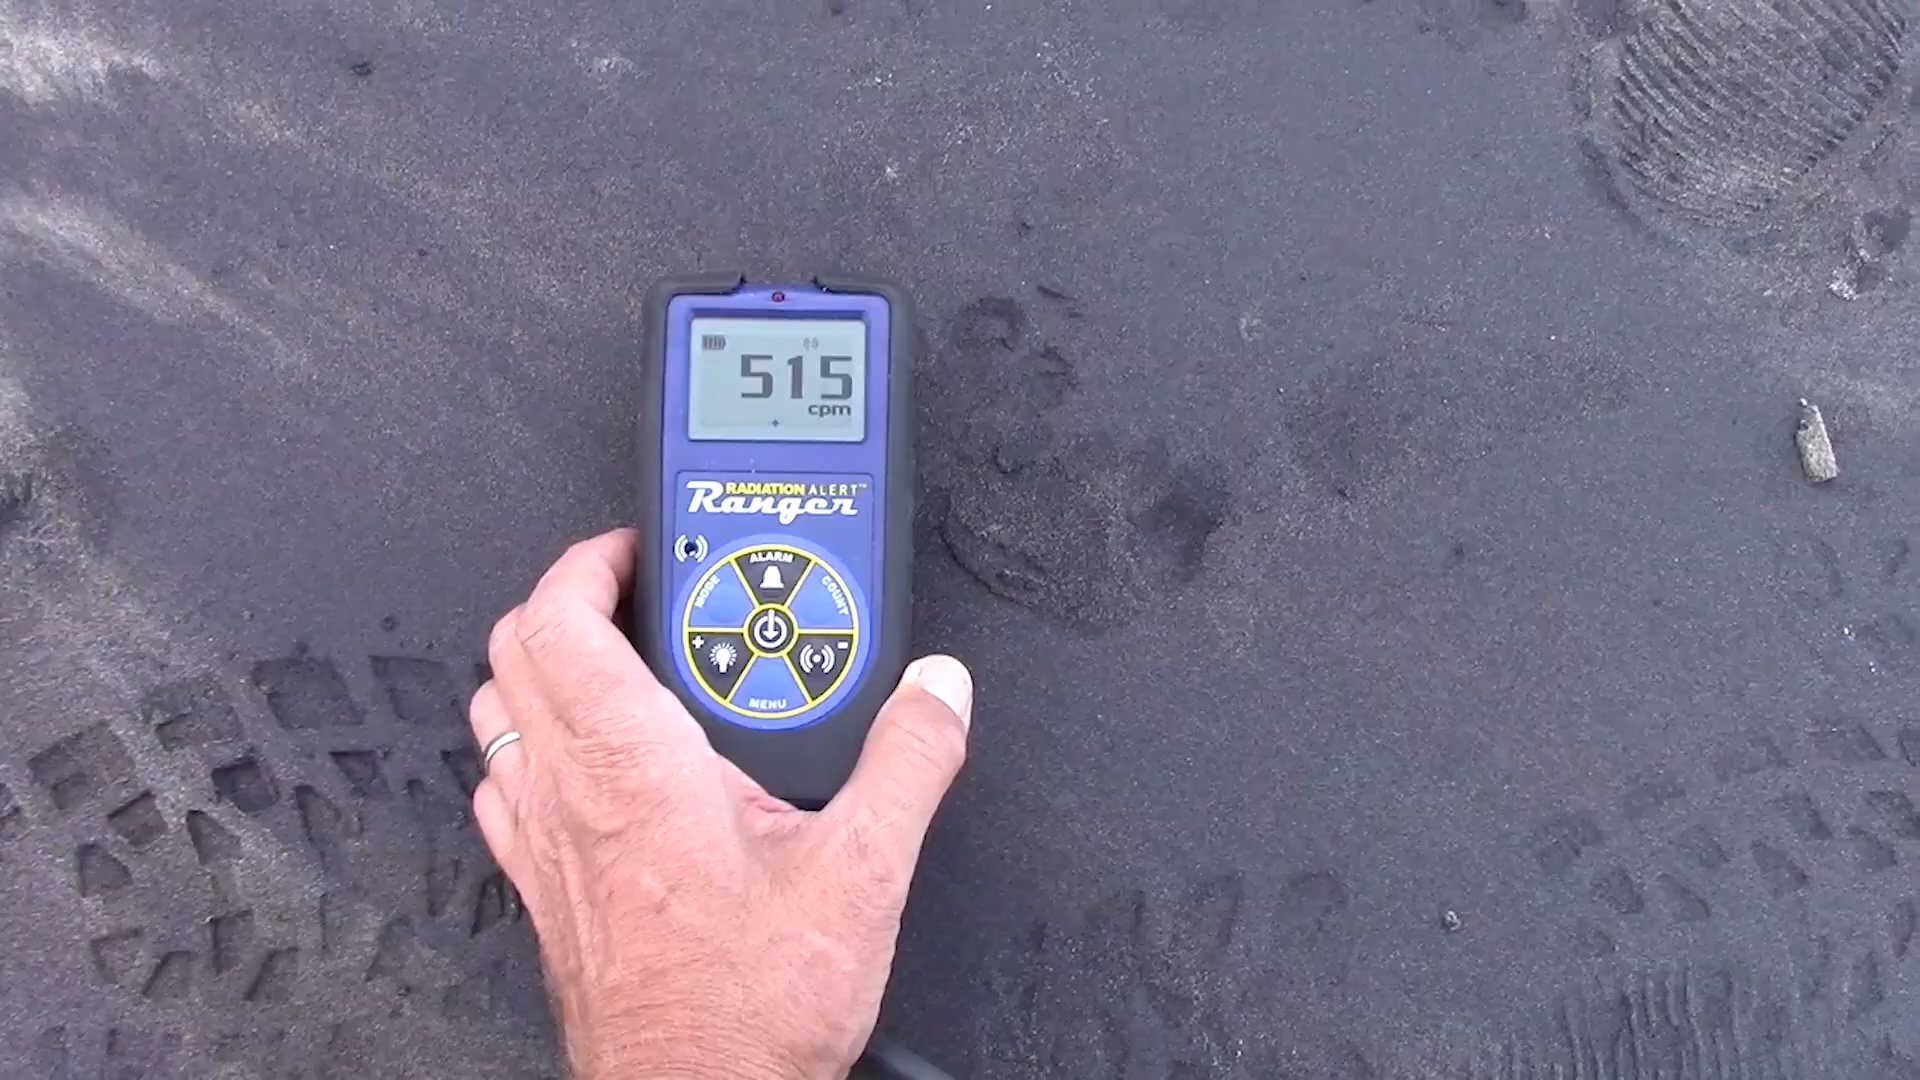 515
cpm
RADIATION ALERT™
Ranger
ALARM
MODE
COUNT
+
-
MENU